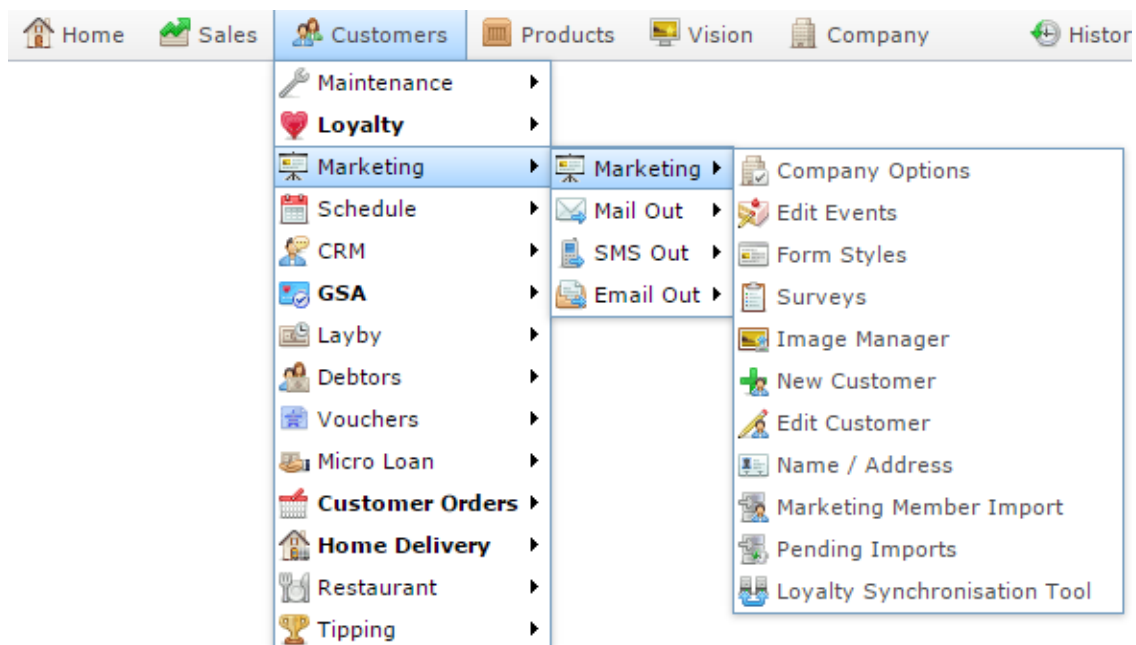 Home Sales Customers Products Vision Company Histor
Maintenance
Loyalty
Marketing
Schedule
CRM
GSA
Layby
Debtors
Vouchers
Micro Loan
Customer Orders
Home Delivery
Restaurant
Tipping
Marketing
Mail Out
SMS Out
Email Out
Company Options
Edit Events
Form Styles
Surveys
Image Manager
New Customer
Edit Customer
Name / Address
Marketing Member Import
Pending Imports
Loyalty Synchronisation Tool